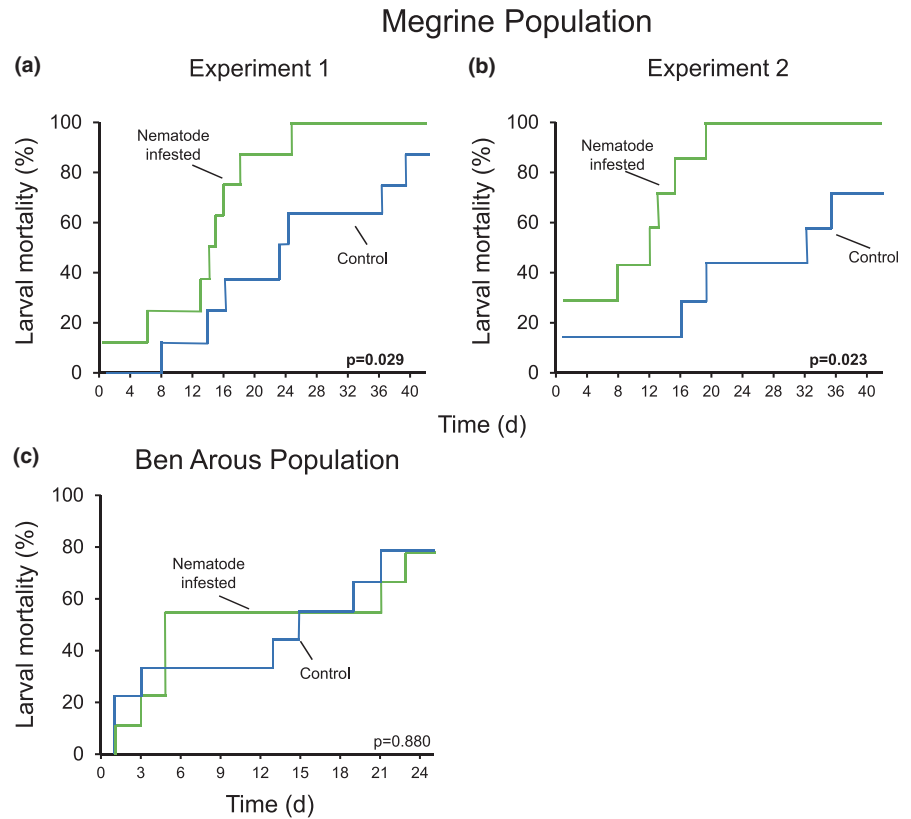 Megrine Population
(a)
Experiment 1
(b)
Experiment 2
Larval mortality (%)
100
80
60
40
20
0
Nematode
infested
Control
p=0.029
0 4 8 12 16 20 24 28 32 36 40
Larval mortality (%)
100
80
60
40
20
0
Nematode
infested
Control
p=0.023
0 4 8 12 16 20 24 28 32 36 40
Time (d)
(c)
Ben Arous Population
Larval mortality (%)
100
80
60
40
20
0
Nematode
infested
Control
p=0.880
0 3 6 9 12 15 18 21 24
Time (d)